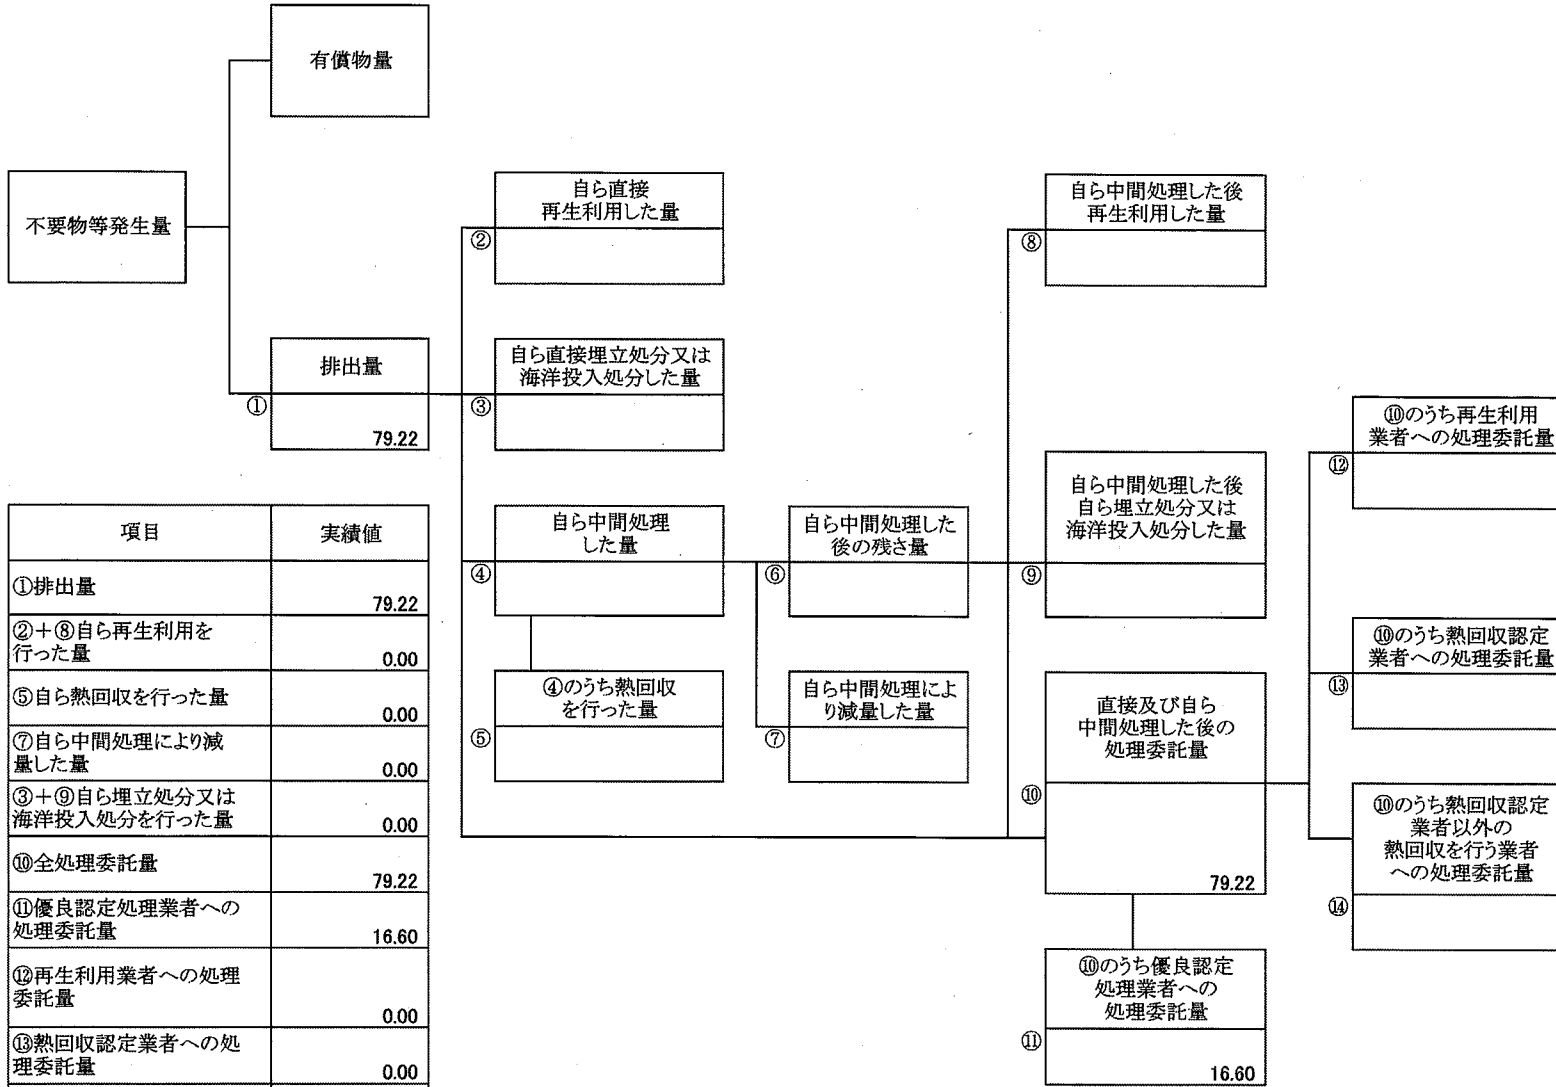 有償物量
不要物等発生量
排出量
①
79.22
自ら直接
再生利用した量
②
自ら直接埋立処分又は
海洋投入処分した量
③
自ら中間処理
した量
④
④のうち熱回収
を行った量
⑤
自ら中間処理した
後の残さ量
⑥
自ら中間処理によ
り減量した量
⑦
自ら中間処理した後
再生利用した量
⑧
自ら中間処理した後
自ら埋立処分又は
海洋投入処分した量
⑨
直接及び自ら
中間処理した後の
処理委託量
⑩
79.22
⑩のうち優良認定
処理業者への
処理委託量
⑪
16.60
⑩のうち再生利用
業者への処理委託量
⑫
⑩のうち熱回収認定
業者への処理委託量
⑬
⑩のうち熱回収認定
業者以外の
熱回収を行う業者
への処理委託量
⑭
項目 実績値
①排出量
79.22
②＋⑧自ら再生利用を
行った量
0.00
⑤自ら熱回収を行った量
0.00
⑦自ら中間処理により減
量した量
0.00
③＋⑨自ら埋立処分又は
海洋投入処分を行った量
0.00
⑩全処理委託量
79.22
⑪優良認定処理業者への
処理委託量
16.60
⑫再生利用業者への処理
委託量
0.00
⑬熱回収認定業者への処
理委託量
0.00